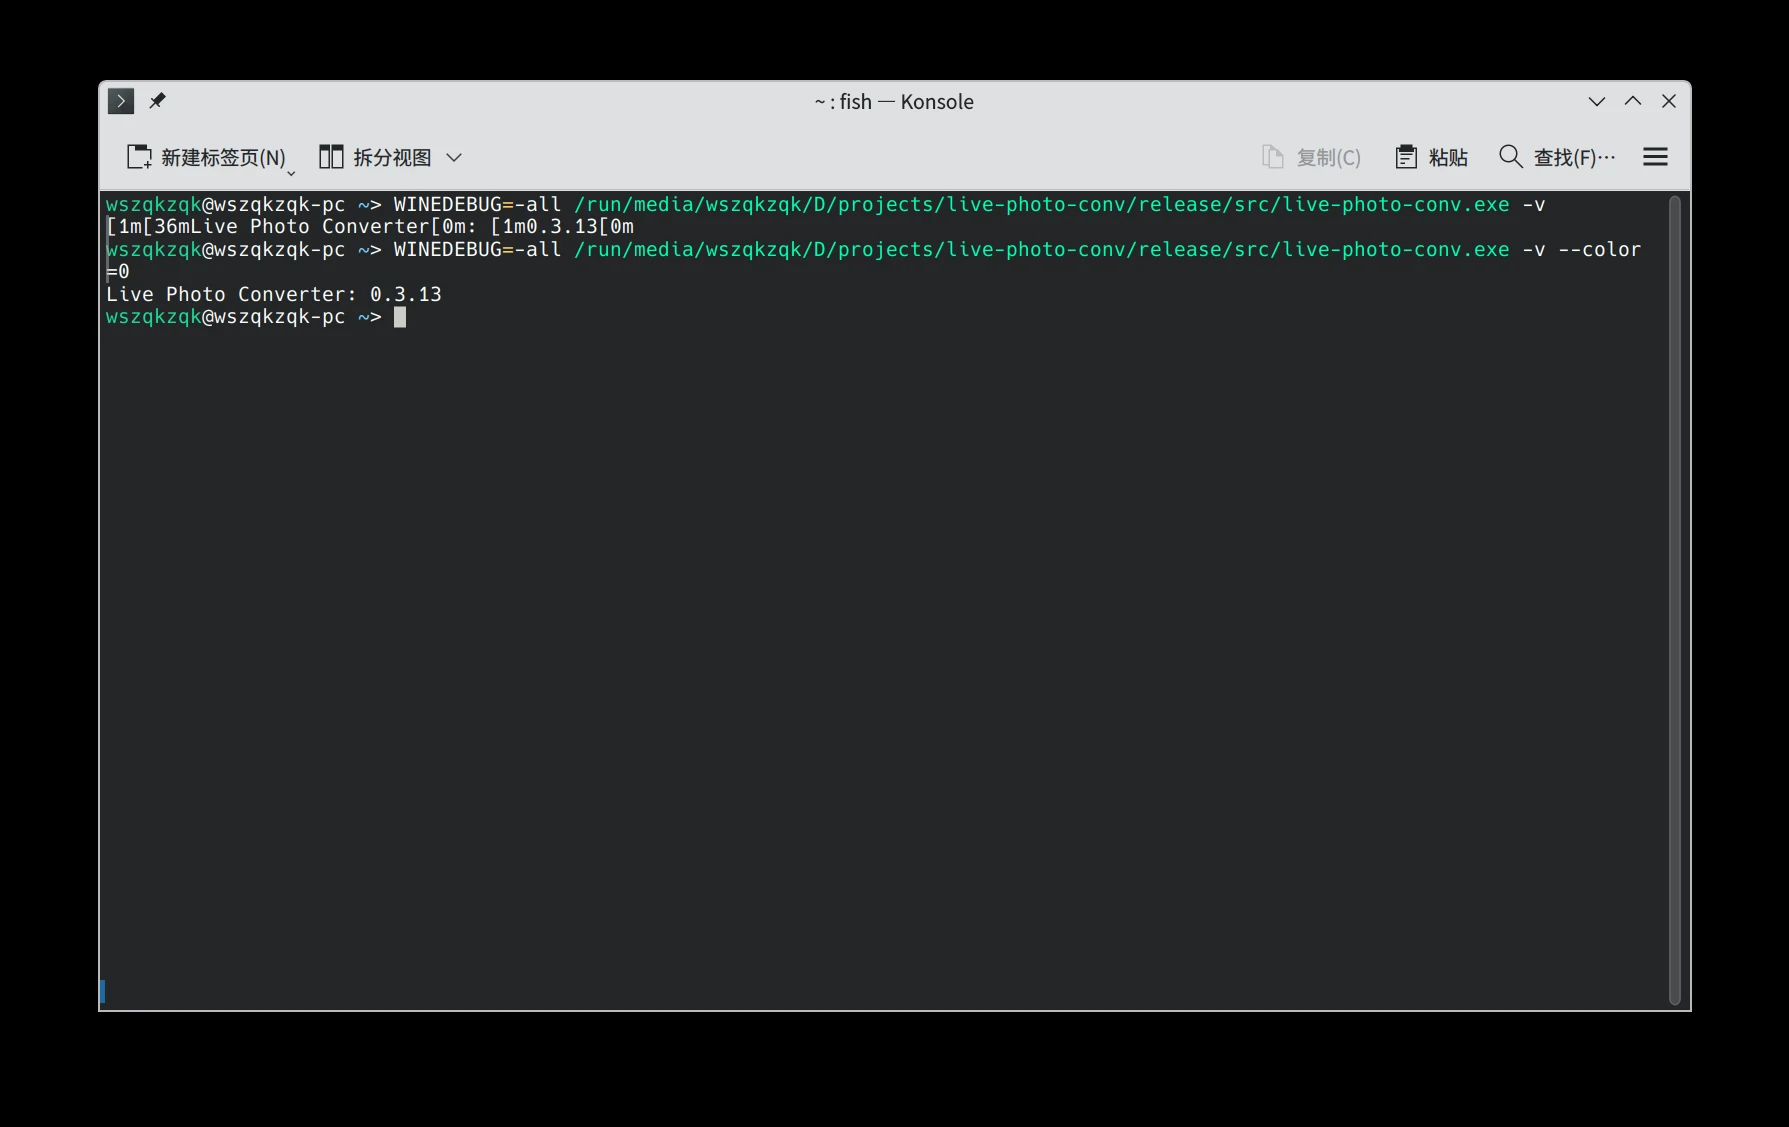 ~ : fish — Konsole
新建标签页(N) 拆分视图 复制(C) 粘贴 查找(F)…
wszqkzqk@wszqkzqk-pc ~> WINEDEBUG=-all /run/media/wszqkzqk/D/projects/live-photo-conv/release/src/live-photo-conv.exe -v
[1m[36mLive Photo Converter[0m: [1m0.3.13[0m
wszqkzqk@wszqkzqk-pc ~> WINEDEBUG=-all /run/media/wszqkzqk/D/projects/live-photo-conv/release/src/live-photo-conv.exe -v --color
=0
Live Photo Converter: 0.3.13
wszqkzqk@wszqkzqk-pc ~>